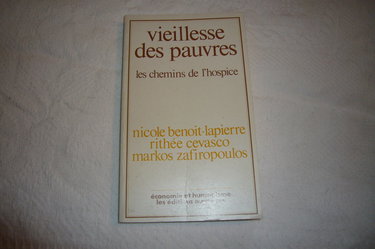 vieillesse
des pauvres
les chemins de l'hospice
nicole benoit-lapierre
rithée cevasco
markos zafiropoulos
économie et humanisme
les éditions